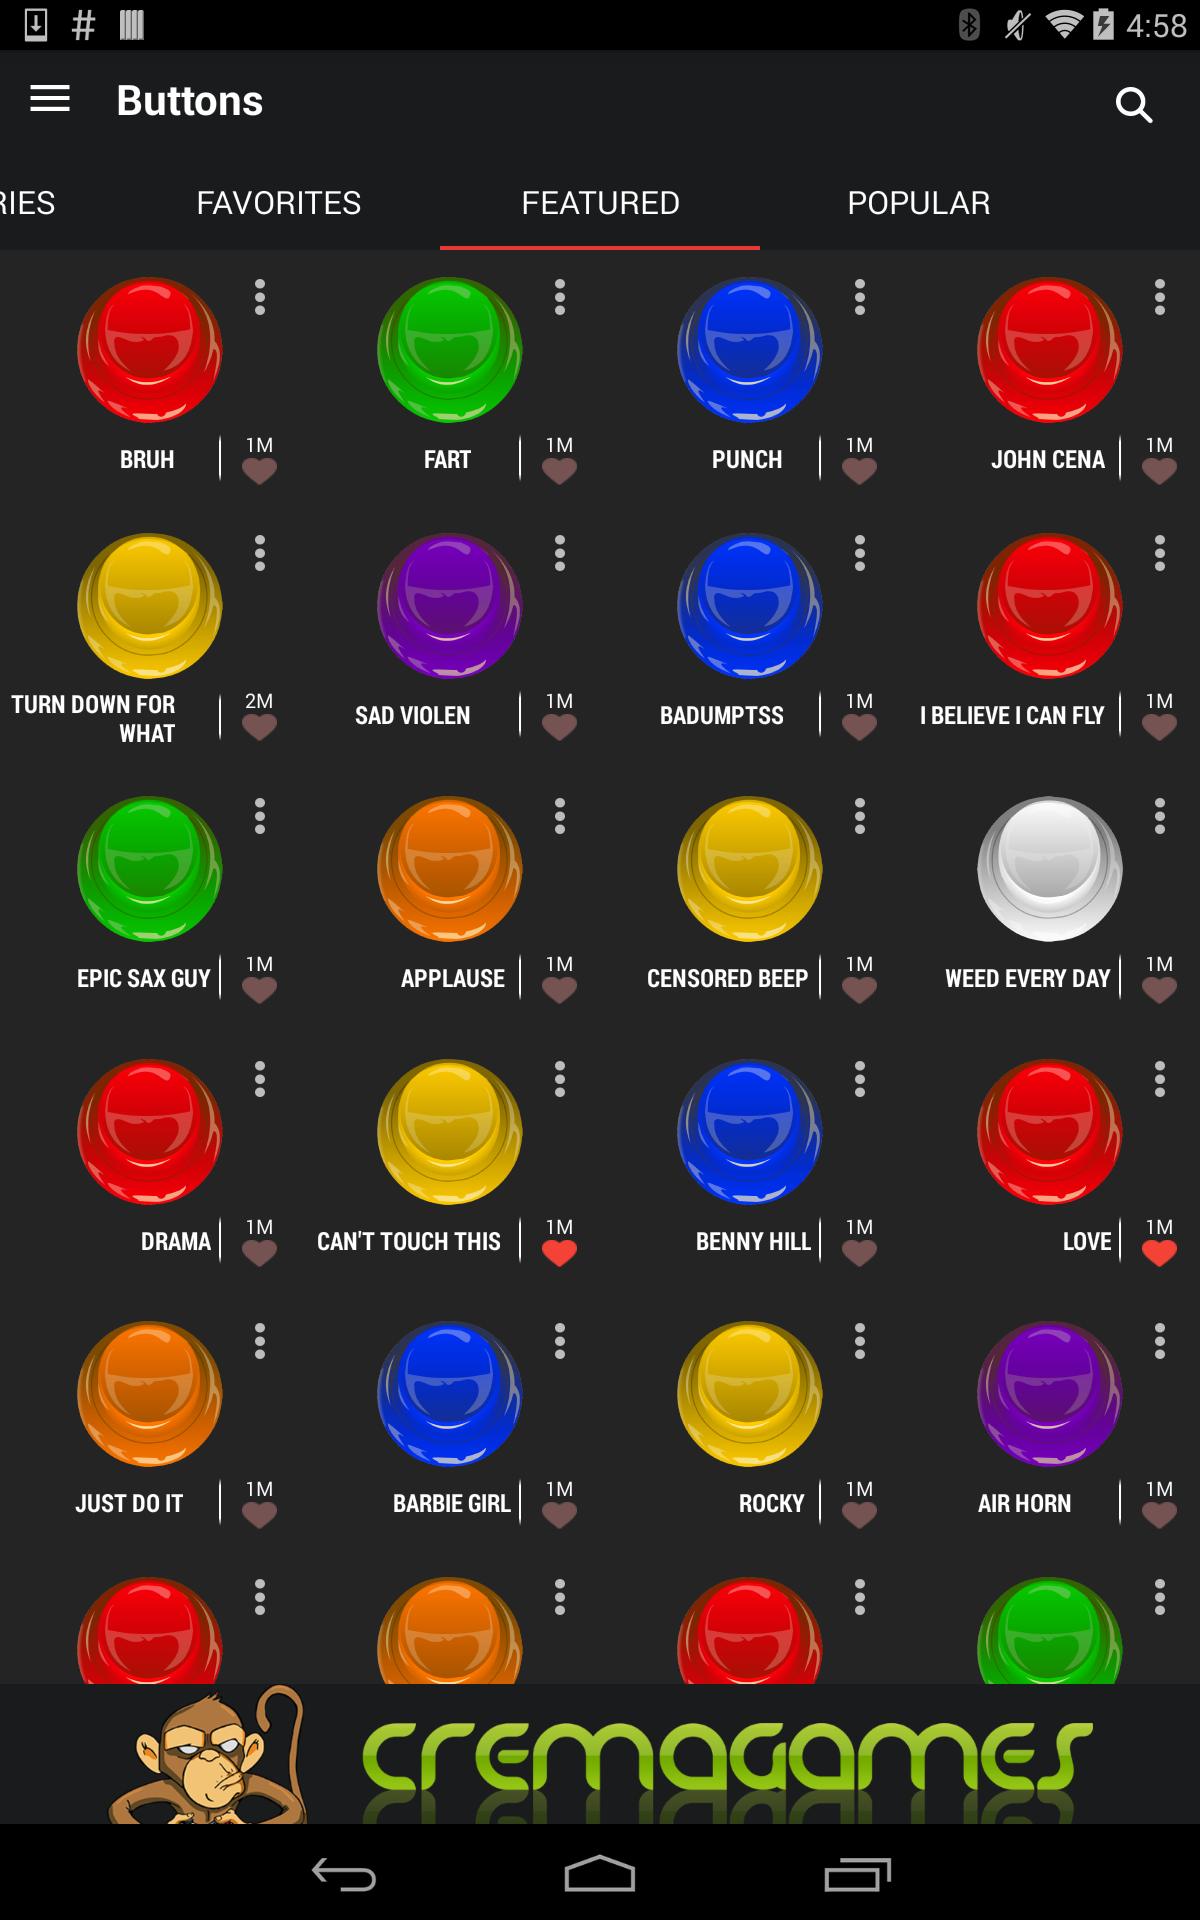 4:58
Buttons
RIES FAVORITES FEATURED POPULAR
1M 1M 1M 1M
BRUH FART PUNCH JOHN CENA
2M 1M 1M 1M
TURN DOWN FOR
WHAT
SAD VIOLEN BADUMPTSS I BELIEVE I CAN FLY
1M 1M 1M 1M
EPIC SAX GUY APPLAUSE CENSORED BEEP WEED EVERY DAY
1M 1M 1M 1M
DRAMA CAN'T TOUCH THIS BENNY HILL LOVE
1M 1M 1M 1M
JUST DO IT BARBIE GIRL ROCKY AIR HORN
cremagames